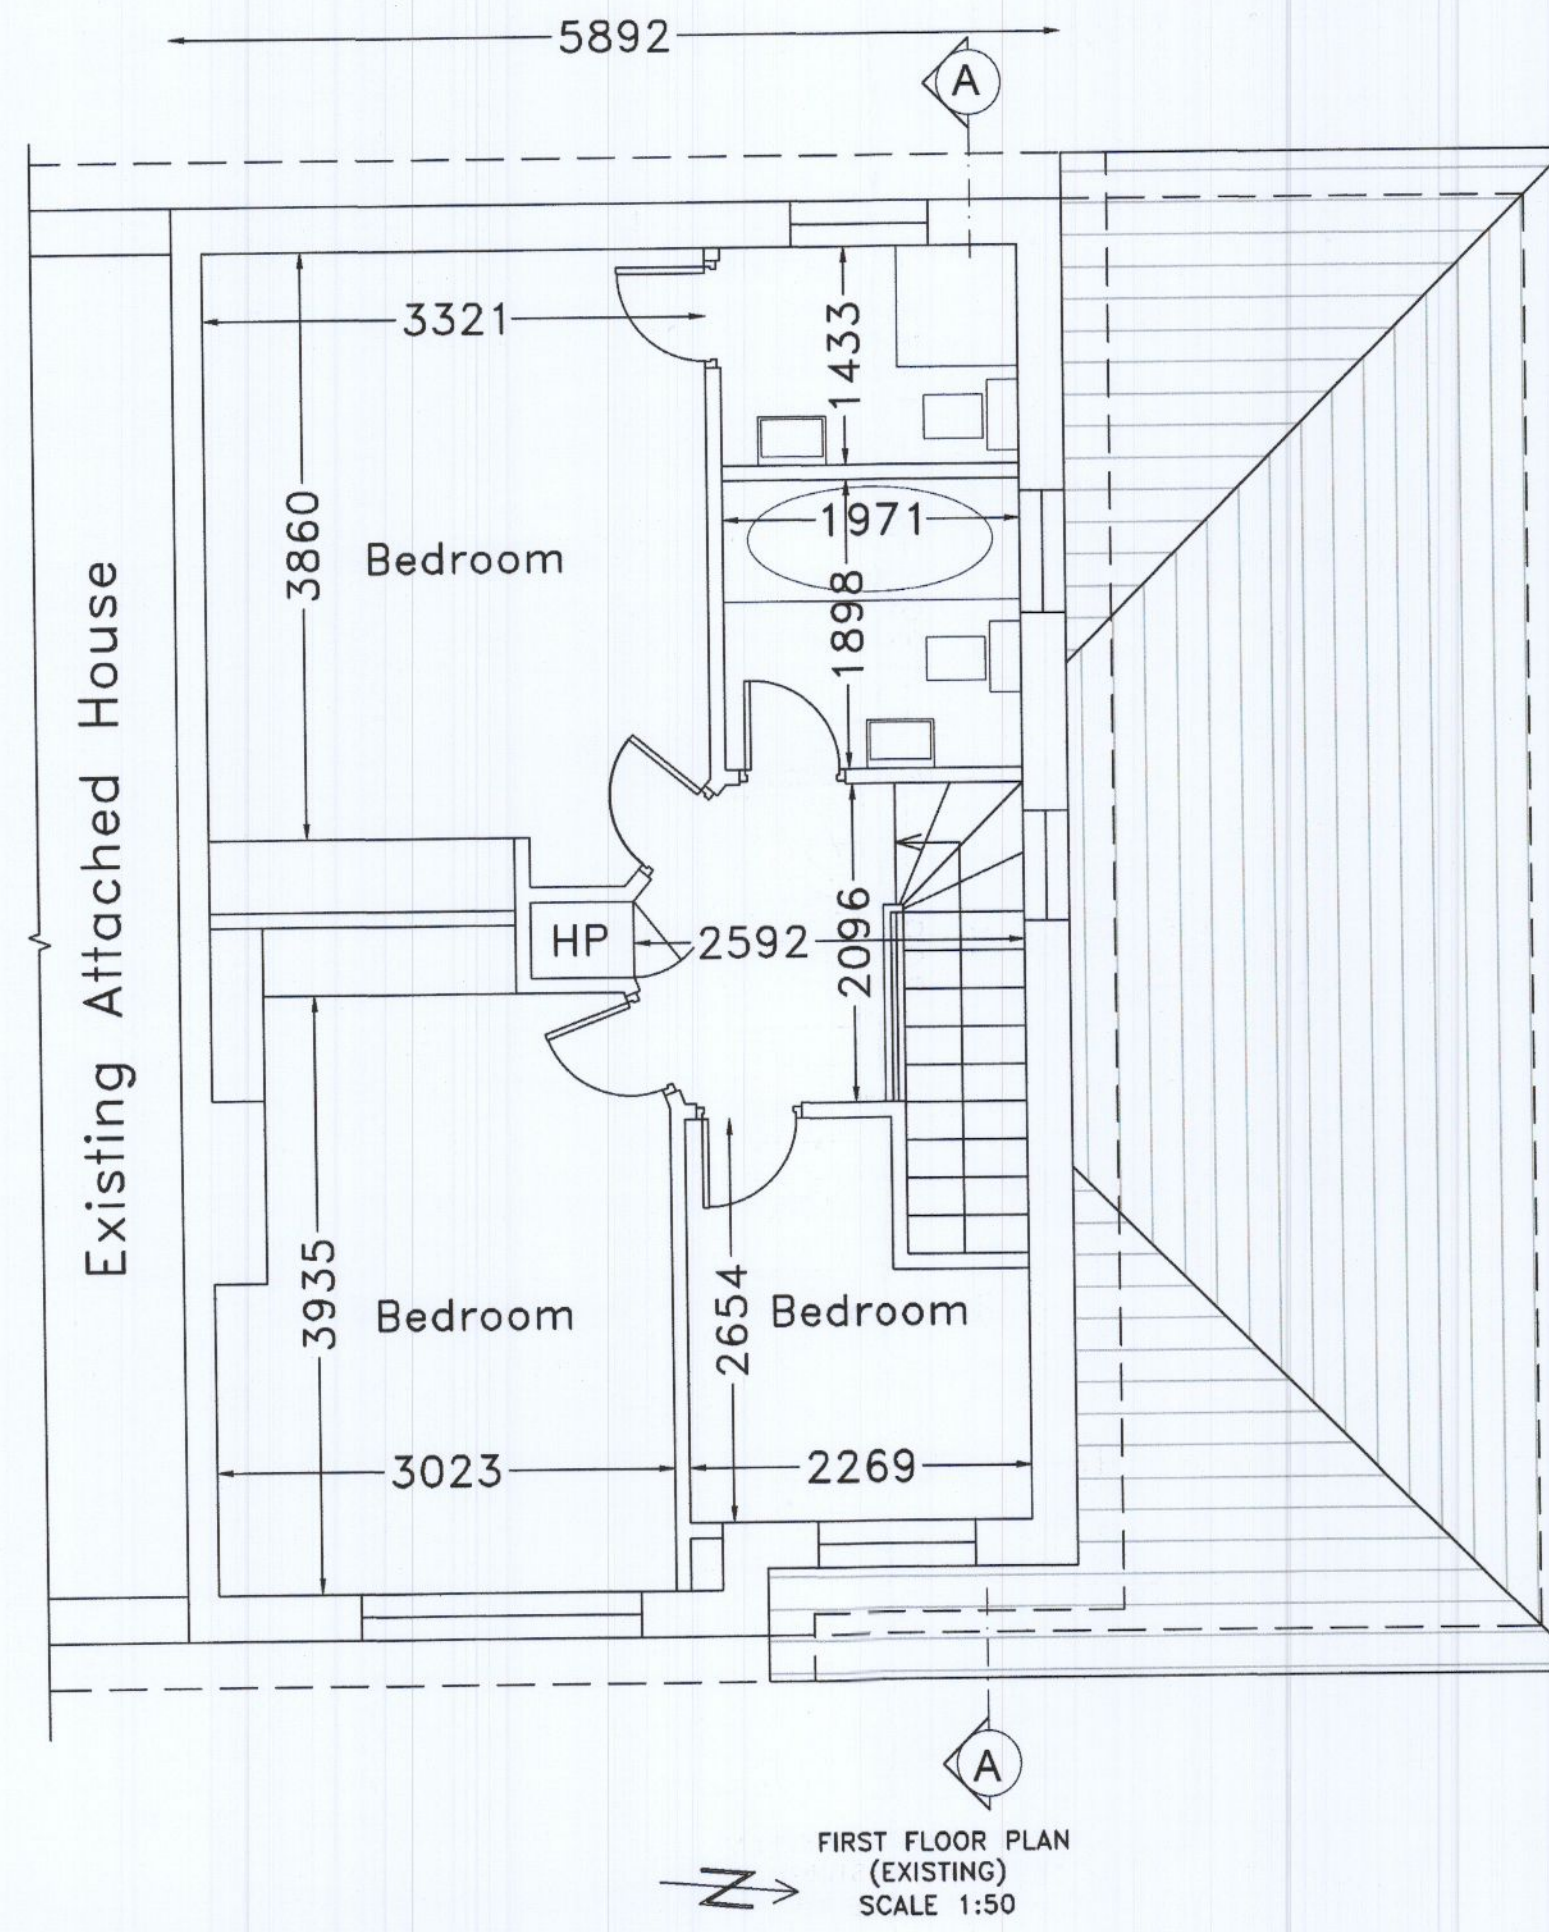 5892
A
3321
1433
3860
Bedroom
1971
1898
Existing Attached House
HP
2592
2096
3935
Bedroom
2654
Bedroom
3023
2269
A
FIRST FLOOR PLAN
(EXISTING)
SCALE 1:50
N